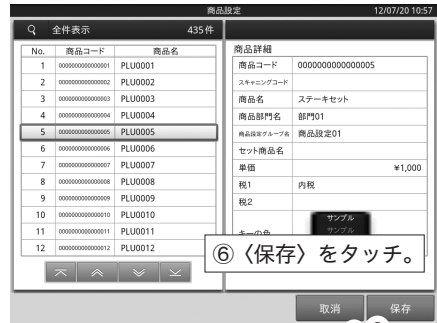 商品設定 12/07/20 10:57
全件表示 435件
No. 商品コード 商品名
1 0000000000000001 PLU0001
2 0000000000000002 PLU0002
3 0000000000000003 PLU0003
4 0000000000000004 PLU0004
5 0000000000000005 PLU0005
6 0000000000000006 PLU0006
7 0000000000000007 PLU0007
8 0000000000000008 PLU0008
9 0000000000000009 PLU0009
10 0000000000000010 PLU0010
11 0000000000000011 PLU0011
12 0000000000000012 PLU0012
商品詳細
商品コード 0000000000000005
スキャニングコード
商品名 ステーキセット
商品部門名 部門01
商品設定グループ名 商品設定01
セット商品名
単価 ¥1,000
税1 内税
税2
キーの色 サンプル
サンプル
⑥〈保存〉をタッチ。
取消 保存